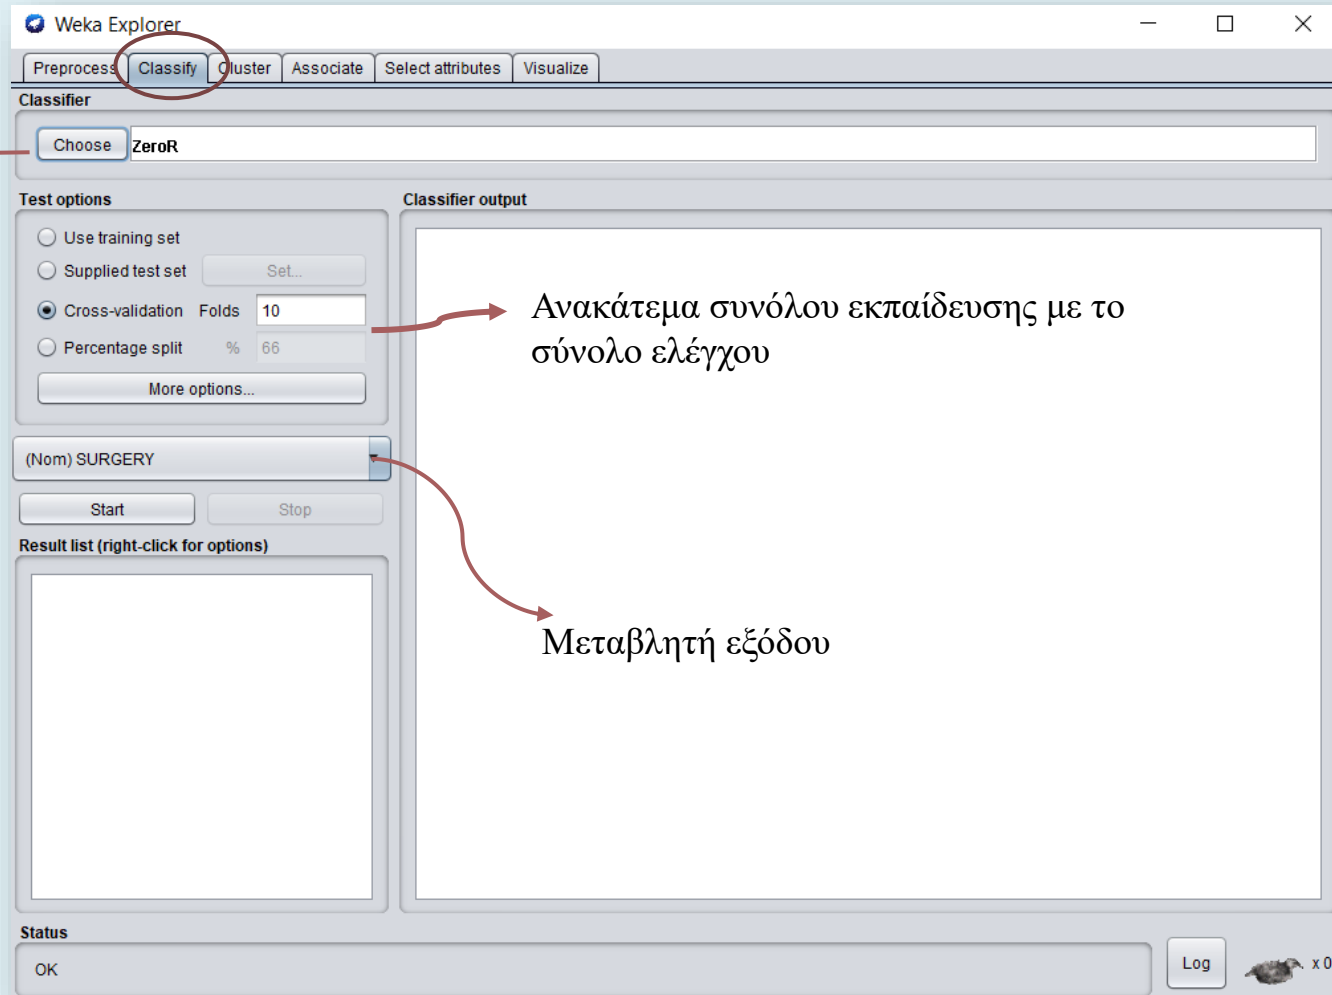 Weka Explorer
Preprocess Classify Cluster Associate Select attributes Visualize
Classifier
Choose ZeroR
Test options
Use training set
Supplied test set Set...
Cross-validation Folds 10
Percentage split % 66
More options...
(Nom) SURGERY
Start Stop
Result list (right-click for options)
Classifier output
Ανακάτεμα συνόλου εκπαίδευσης με το
σύνολο ελέγχου
Μεταβλητή εξόδου
Status
OK
Log
x 0